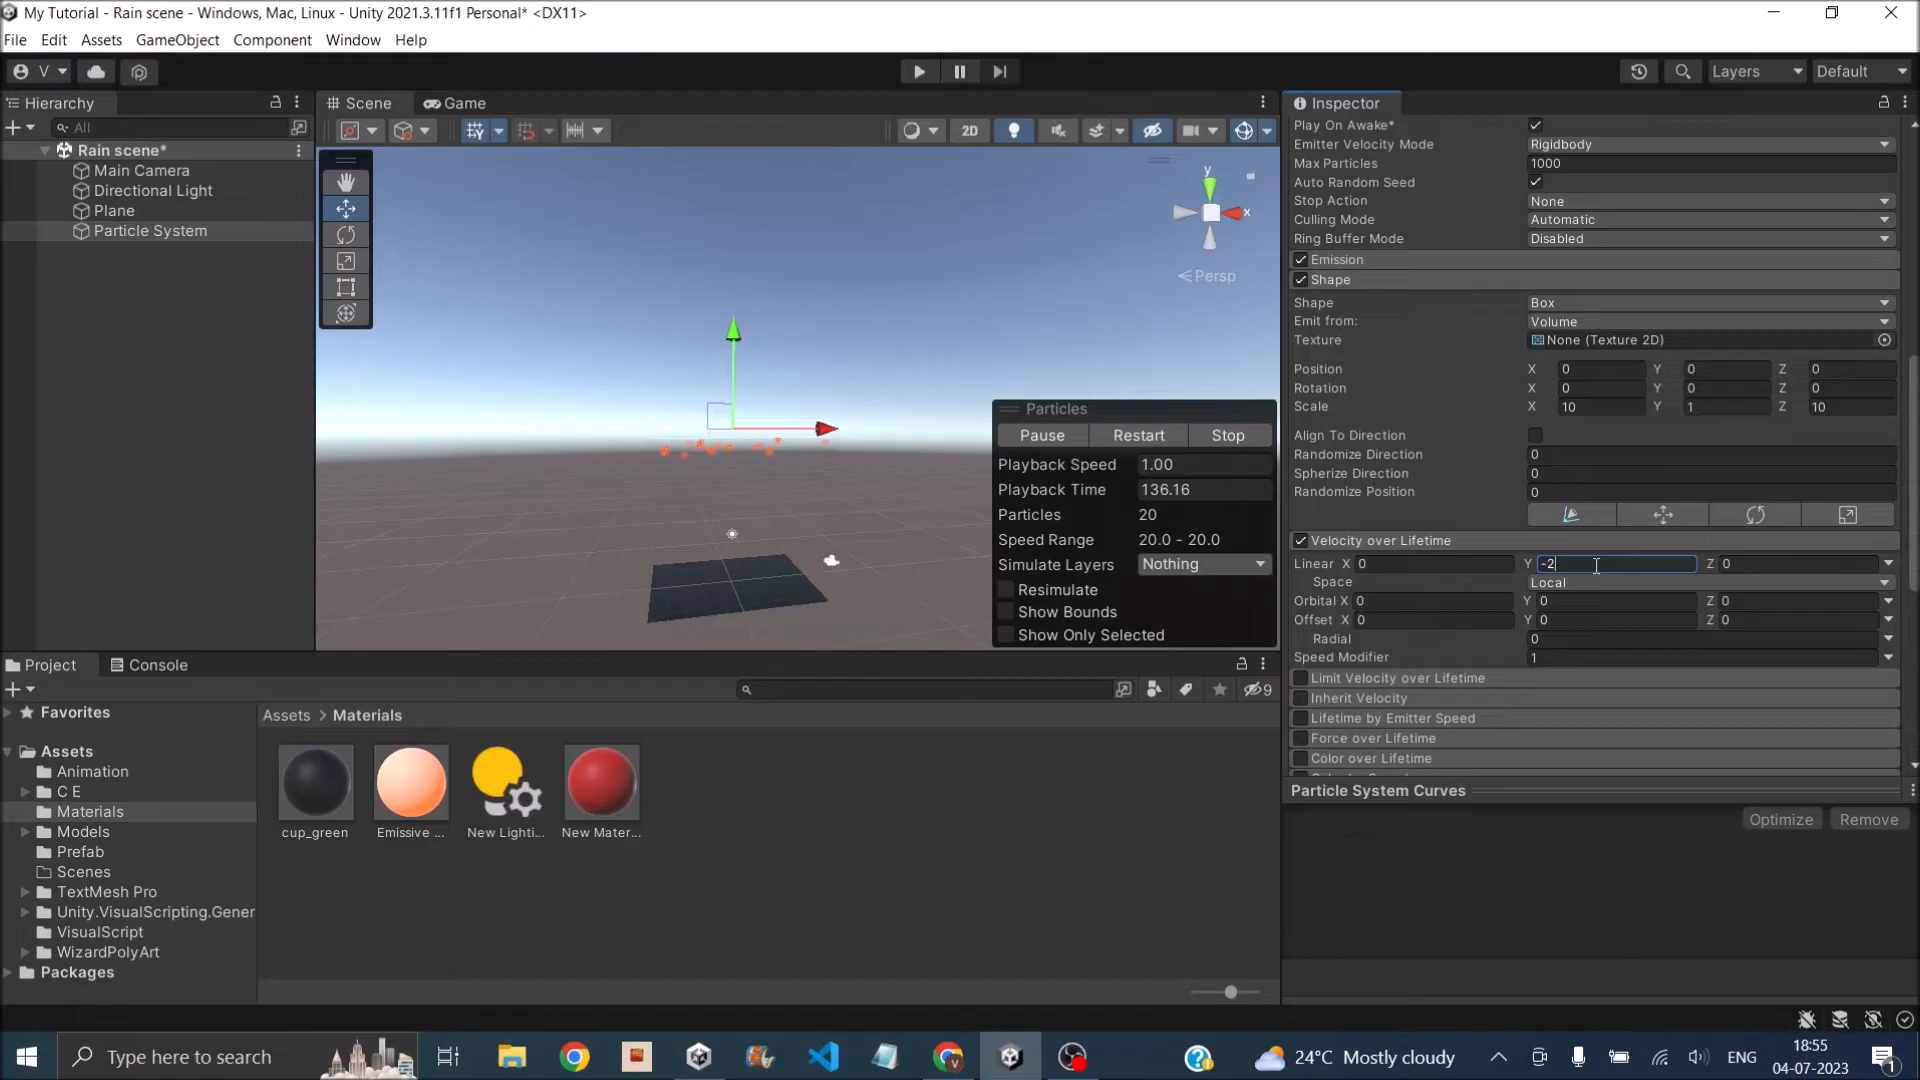 My Tutorial - Rain scene - Windows, Mac, Linux - Unity 2021.3.11f1 Personal* <DX11>
File Edit Assets GameObject Component Window Help
V Layers Default
Hierarchy
All
Rain scene*
Main Camera
Directional Light
Plane
Particle System
Scene Game
2D
y
x
Persp
Particles
Pause Restart Stop
Playback Speed 1.00
Playback Time 136.16
Particles 20
Speed Range 20.0 - 20.0
Simulate Layers Nothing
Resimulate
Show Bounds
Show Only Selected
Inspector
Play On Awake*
Emitter Velocity Mode Rigidbody
Max Particles 1000
Auto Random Seed
Stop Action None
Culling Mode Automatic
Ring Buffer Mode Disabled
Emission
Shape
Shape Box
Emit from: Volume
Texture None (Texture 2D)
Position X 0 Y 0 Z 0
Rotation X 0 Y 0 Z 0
Scale X 10 Y 1 Z 10
Align To Direction
Randomize Direction 0
Spherize Direction 0
Randomize Position 0
Velocity over Lifetime
Linear X 0 Y -2 Z 0
Space Local
Orbital X 0 Y 0 Z 0
Offset X 0 Y 0 Z 0
Radial 0
Speed Modifier 1
Limit Velocity over Lifetime
Inherit Velocity
Lifetime by Emitter Speed
Force over Lifetime
Color over Lifetime
Particle System Curves
Optimize Remove
Project Console
9
Favorites
Assets
Animation
C E
Materials
Models
Prefab
Scenes
TextMesh Pro
Unity.VisualScripting.Gener
VisualScript
WizardPolyArt
Packages
Assets > Materials
cup_green Emissive ... New Lighti... New Mater...
Type here to search
24°C Mostly cloudy
ENG
18:55
04-07-2023
1